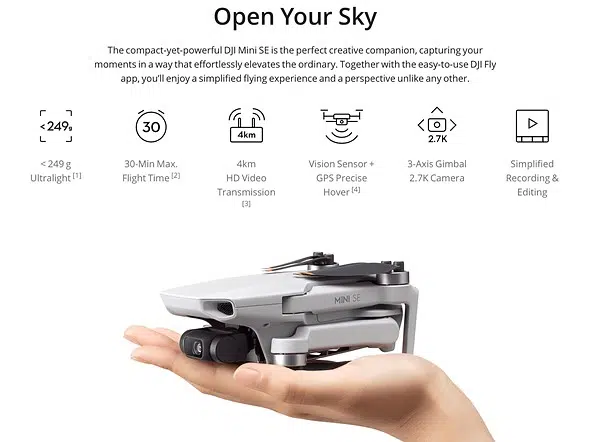 Open Your Sky
The compact-yet-powerful DJI Mini SE is the perfect creative companion, capturing your
moments in a way that effortlessly elevates the ordinary. Together with the easy-to-use DJI Fly
app, you'll enjoy a simplified flying experience and a perspective unlike any other.
<249g
30
4km
2.7K
< 249 g
Ultralight [1]
30-Min Max.
Flight Time [2]
4km
HD Video
Transmission
[3]
Vision Sensor +
GPS Precise
Hover [4]
3-Axis Gimbal
2.7K Camera
Simplified
Recording &
Editing
MINI SE